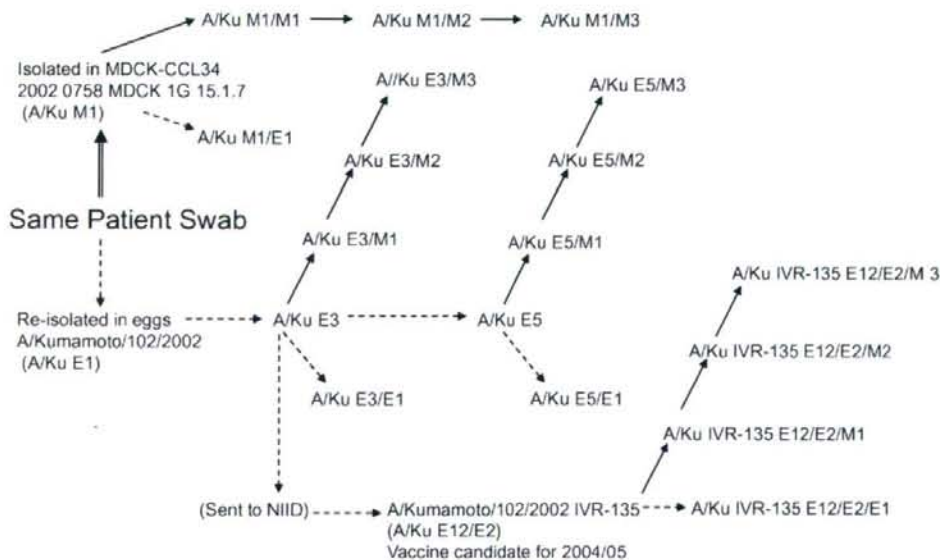 A/Ku M1/M1
A/Ku M1/M2
A/Ku M1/M3
Isolated in MDCK-CCL34
2002 0758 MDCK 1G 15.1.7
(A/Ku M1)
A/Ku M1/E1
A//Ku E3/M3
A/Ku E5/M3
A/Ku E3/M2
A/Ku E5/M2
Same Patient Swab
A/Ku E3/M1
A/Ku E5/M1
A/Ku IVR-135 E12/E2/M 3
Re-isolated in eggs
A/Kumamoto/102/2002
(A/Ku E1)
A/Ku E3
A/Ku E5
A/Ku IVR-135 E12/E2/M2
A/Ku E3/E1
A/Ku E5/E1
A/Ku IVR-135 E12/E2/M1
(Sent to NIID)
A/Kumamoto/102/2002 IVR-135
(A/Ku E12/E2)
Vaccine candidate for 2004/05
A/Ku IVR-135 E12/E2/E1